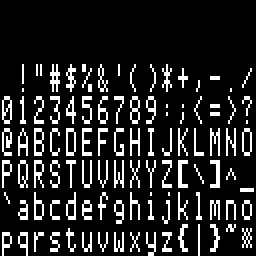 !"#$%&'()*+,-./
0123456789:;<=>?
@ABCDEFGHIJKLMNO
PQRSTUVWXYZ[\]^_
`abcdefghijklmno
pqrstuvwxyz{|}~